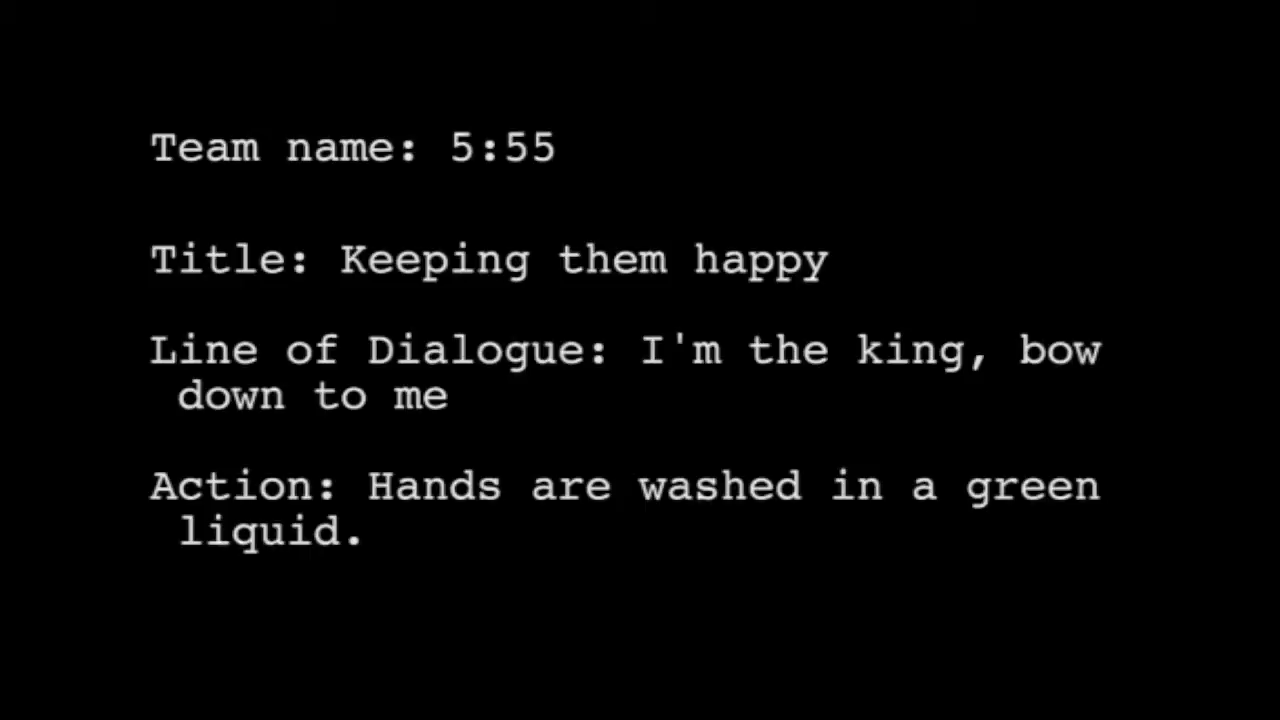 Team name: 5:55
Title: Keeping them happy
Line of Dialogue: I'm the king, bow
down to me
Action: Hands are washed in a green
liquid.